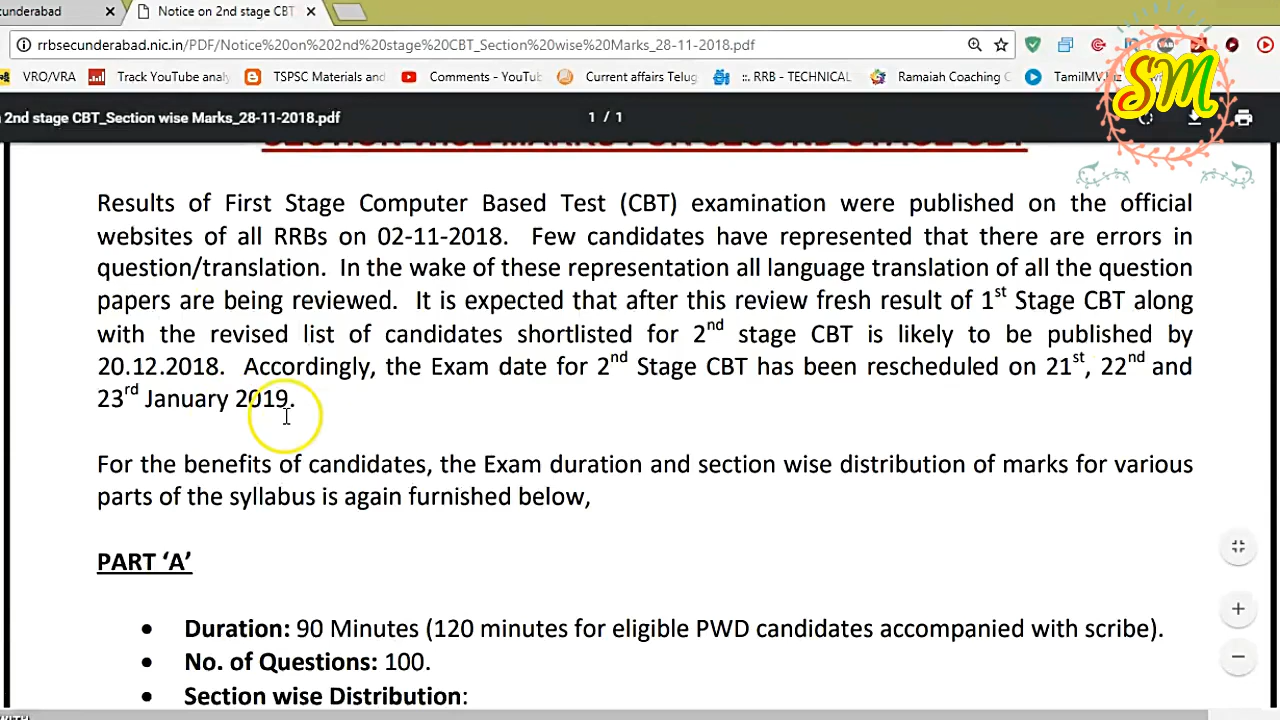 underabad
Notice on 2nd stage CBT
rrbsecunderabad.nic.in/PDF/Notice%20on%202nd%20stage%20CBT_Section%20wise%20Marks_28-11-2018.pdf
VRO/VRA Track YouTube analy TSPSC Materials and Comments - YouTub Current affairs Telug :: RRB - TECHNICAL Ramaiah Coaching C TamilMV.
SM
2nd stage CBT_Section wise Marks_28-11-2018.pdf 1 / 1
SECTION WISE MARKS FOR SECOND STAGE CBT
Results of First Stage Computer Based Test (CBT) examination were published on the official
websites of all RRBs on 02-11-2018. Few candidates have represented that there are errors in
question/translation. In the wake of these representation all language translation of all the question
papers are being reviewed. It is expected that after this review fresh result of 1st Stage CBT along
with the revised list of candidates shortlisted for 2nd stage CBT is likely to be published by
20.12.2018. Accordingly, the Exam date for 2nd Stage CBT has been rescheduled on 21st, 22nd and
23rd January 2019.
For the benefits of candidates, the Exam duration and section wise distribution of marks for various
parts of the syllabus is again furnished below,
PART ‘A’
• Duration: 90 Minutes (120 minutes for eligible PWD candidates accompanied with scribe).
• No. of Questions: 100.
• Section wise Distribution: